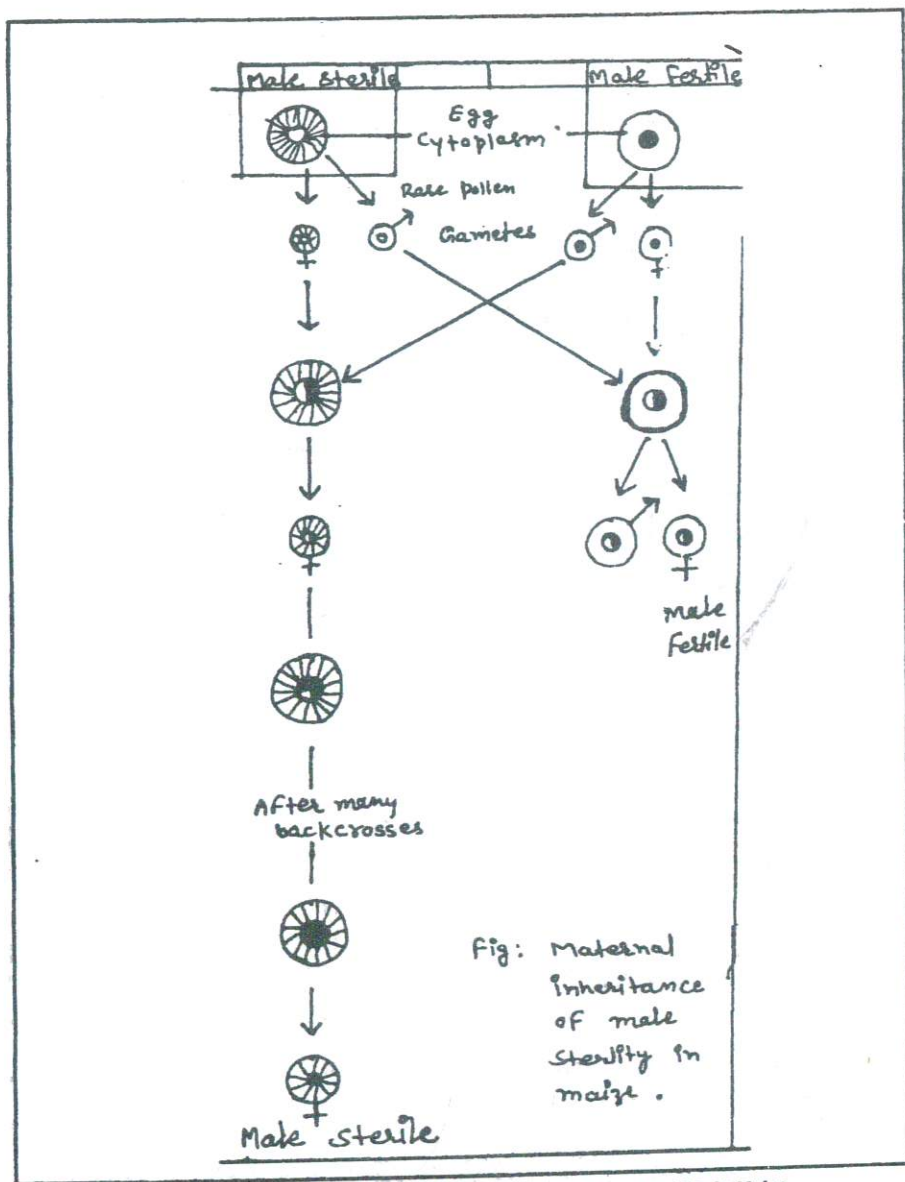 Male sterile
Male Fertile
Egg
Cytoplasm
Rare pollen
Gametes
Male
Fertile
After many
backcrosses
Fig: Maternal
inheritance
of male
sterlity in
maize.
Male sterile